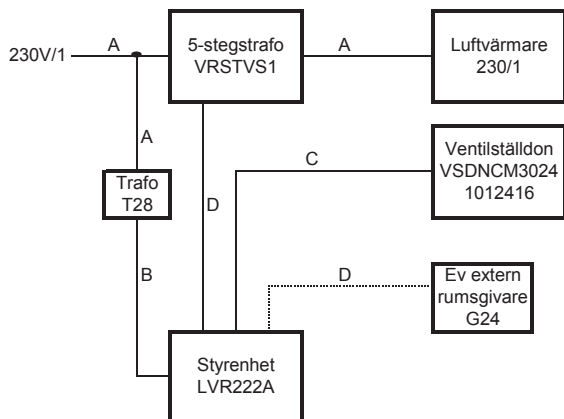 230V/1
A
5-stegstrafo
VRSTVS1
A
Luftvärmare
230/1
A
Trafo
T28
D
C
Ventilställdon
VSDNCM3024
1012416
B
D
Ev extern
rumsgivare
G24
Styrenhet
LVR222A